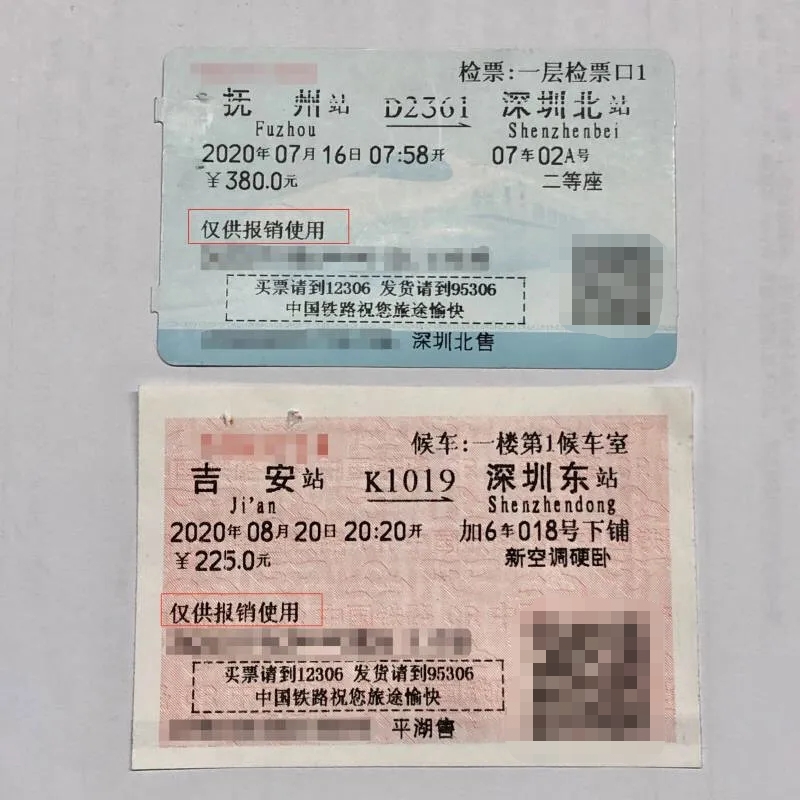 检票:一层检票口1
抚州站 D2361 深圳北站
Fuzhou Shenzhenbei
2020年07月16日07:58开 07车02A号
¥380.0元 二等座
仅供报销使用
买票请到12306 发货请到95306
中国铁路祝您旅途愉快
深圳北售
候车:一楼第1候车室
吉安站 K1019 深圳东站
Ji'an Shenzhendong
2020年08月20日20:20开 加6车018号下铺
¥225.0元 新空调硬卧
仅供报销使用
买票请到12306 发货请到95306
中国铁路祝您旅途愉快
平湖售